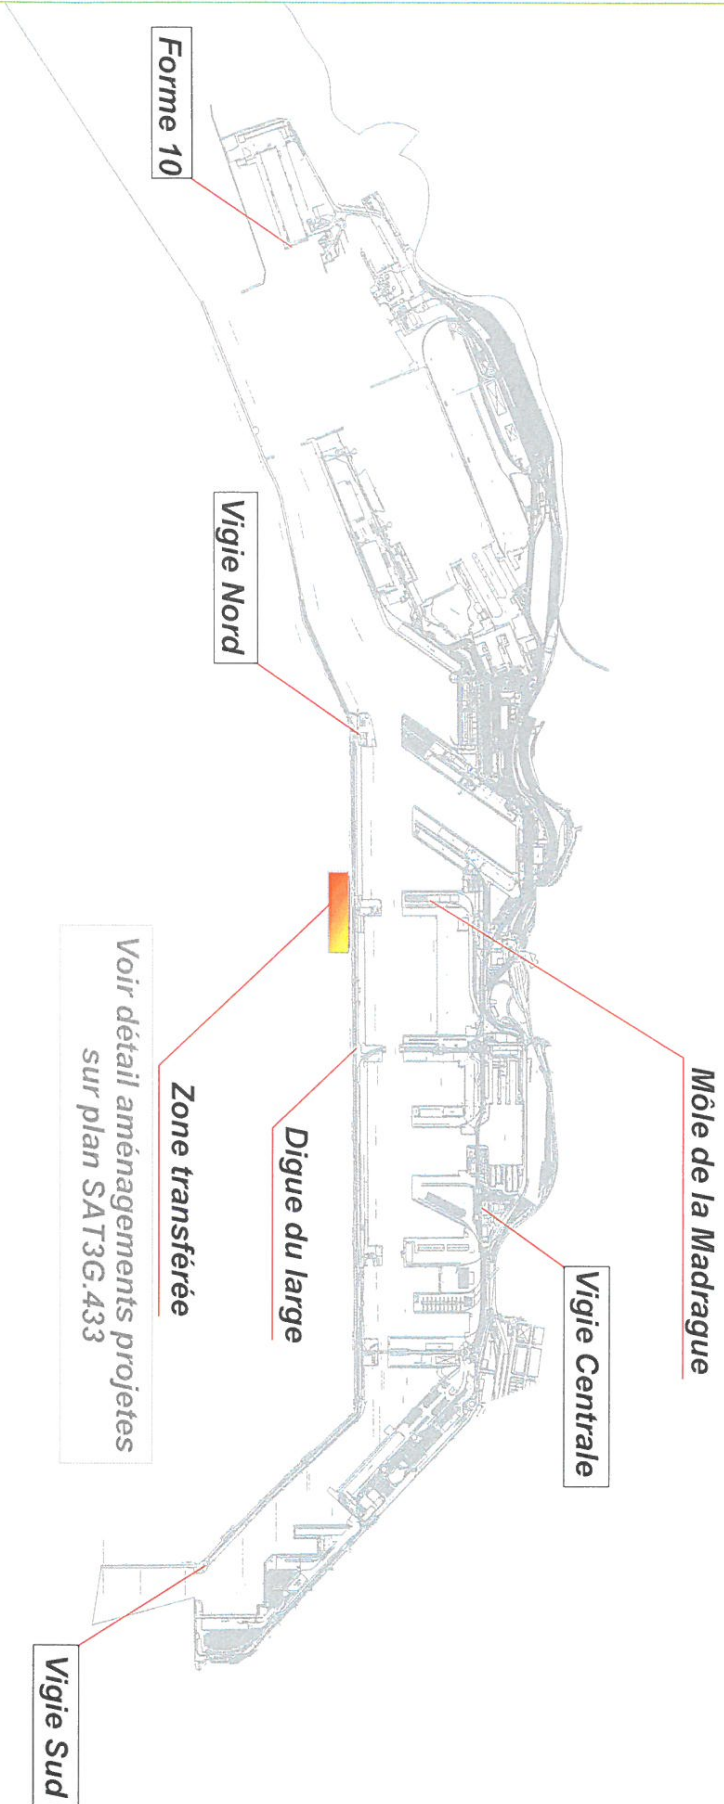 Forme 10
Vigie Nord
Môle de la Madrague
Vigie Centrale
Digue du large
Zone transférée
Voir détail aménagements projetes
sur plan SAT3G.433
Vigie Sud